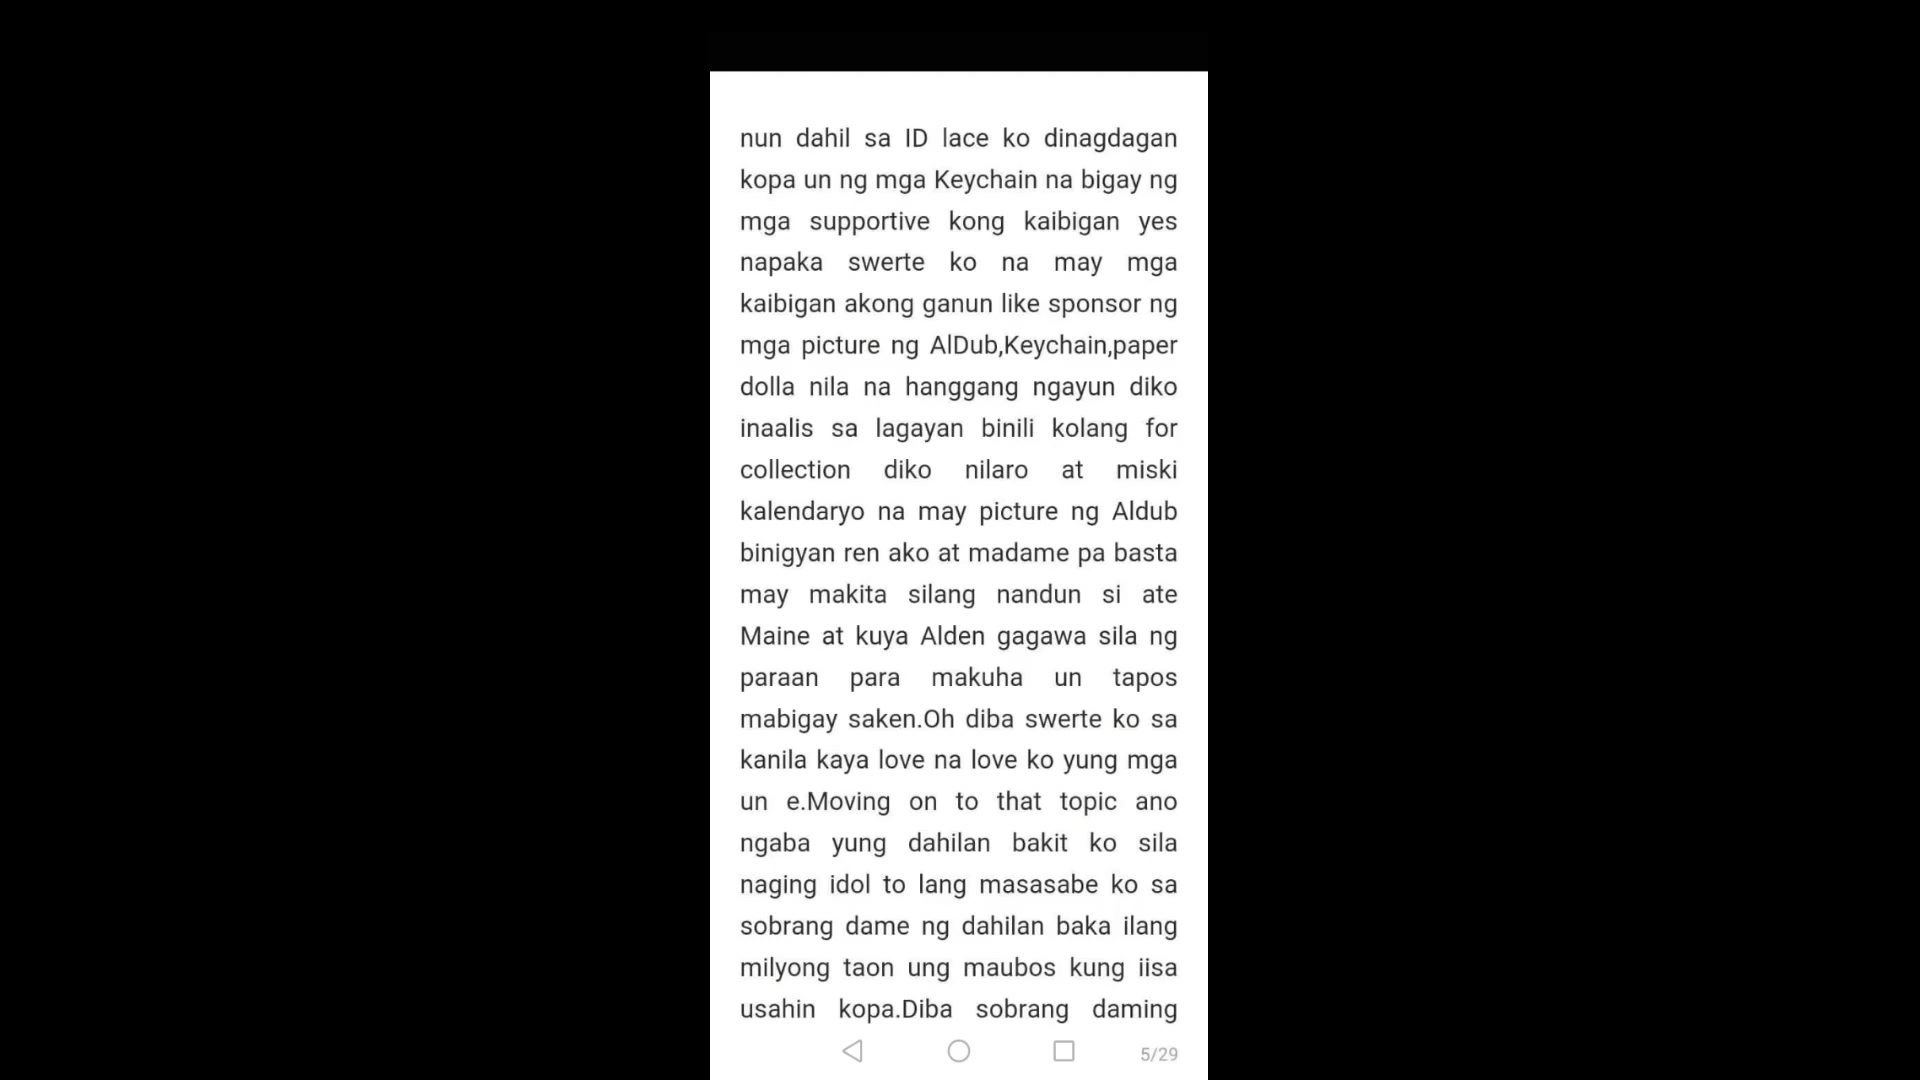 nun dahil sa ID lace ko dinagdagan
kopa un ng mga Keychain na bigay ng
mga supportive kong kaibigan yes
napaka swerte ko na may mga
kaibigan akong ganun like sponsor ng
mga picture ng AlDub,Keychain,paper
dolla nila na hanggang ngayun diko
inaalis sa lagayan binili kolang for
collection diko nilaro at miski
kalendaryo na may picture ng Aldub
binigyan ren ako at madame pa basta
may makita silang nandun si ate
Maine at kuya Alden gagawa sila ng
paraan para makuha un tapos
mabigay saken.Oh diba swerte ko sa
kanila kaya love na love ko yung mga
un e.Moving on to that topic ano
ngaba yung dahilan bakit ko sila
naging idol to lang masasabe ko sa
sobrang dame ng dahilan baka ilang
milyong taon ung maubos kung iisa
usahin kopa.Diba sobrang daming
5/29